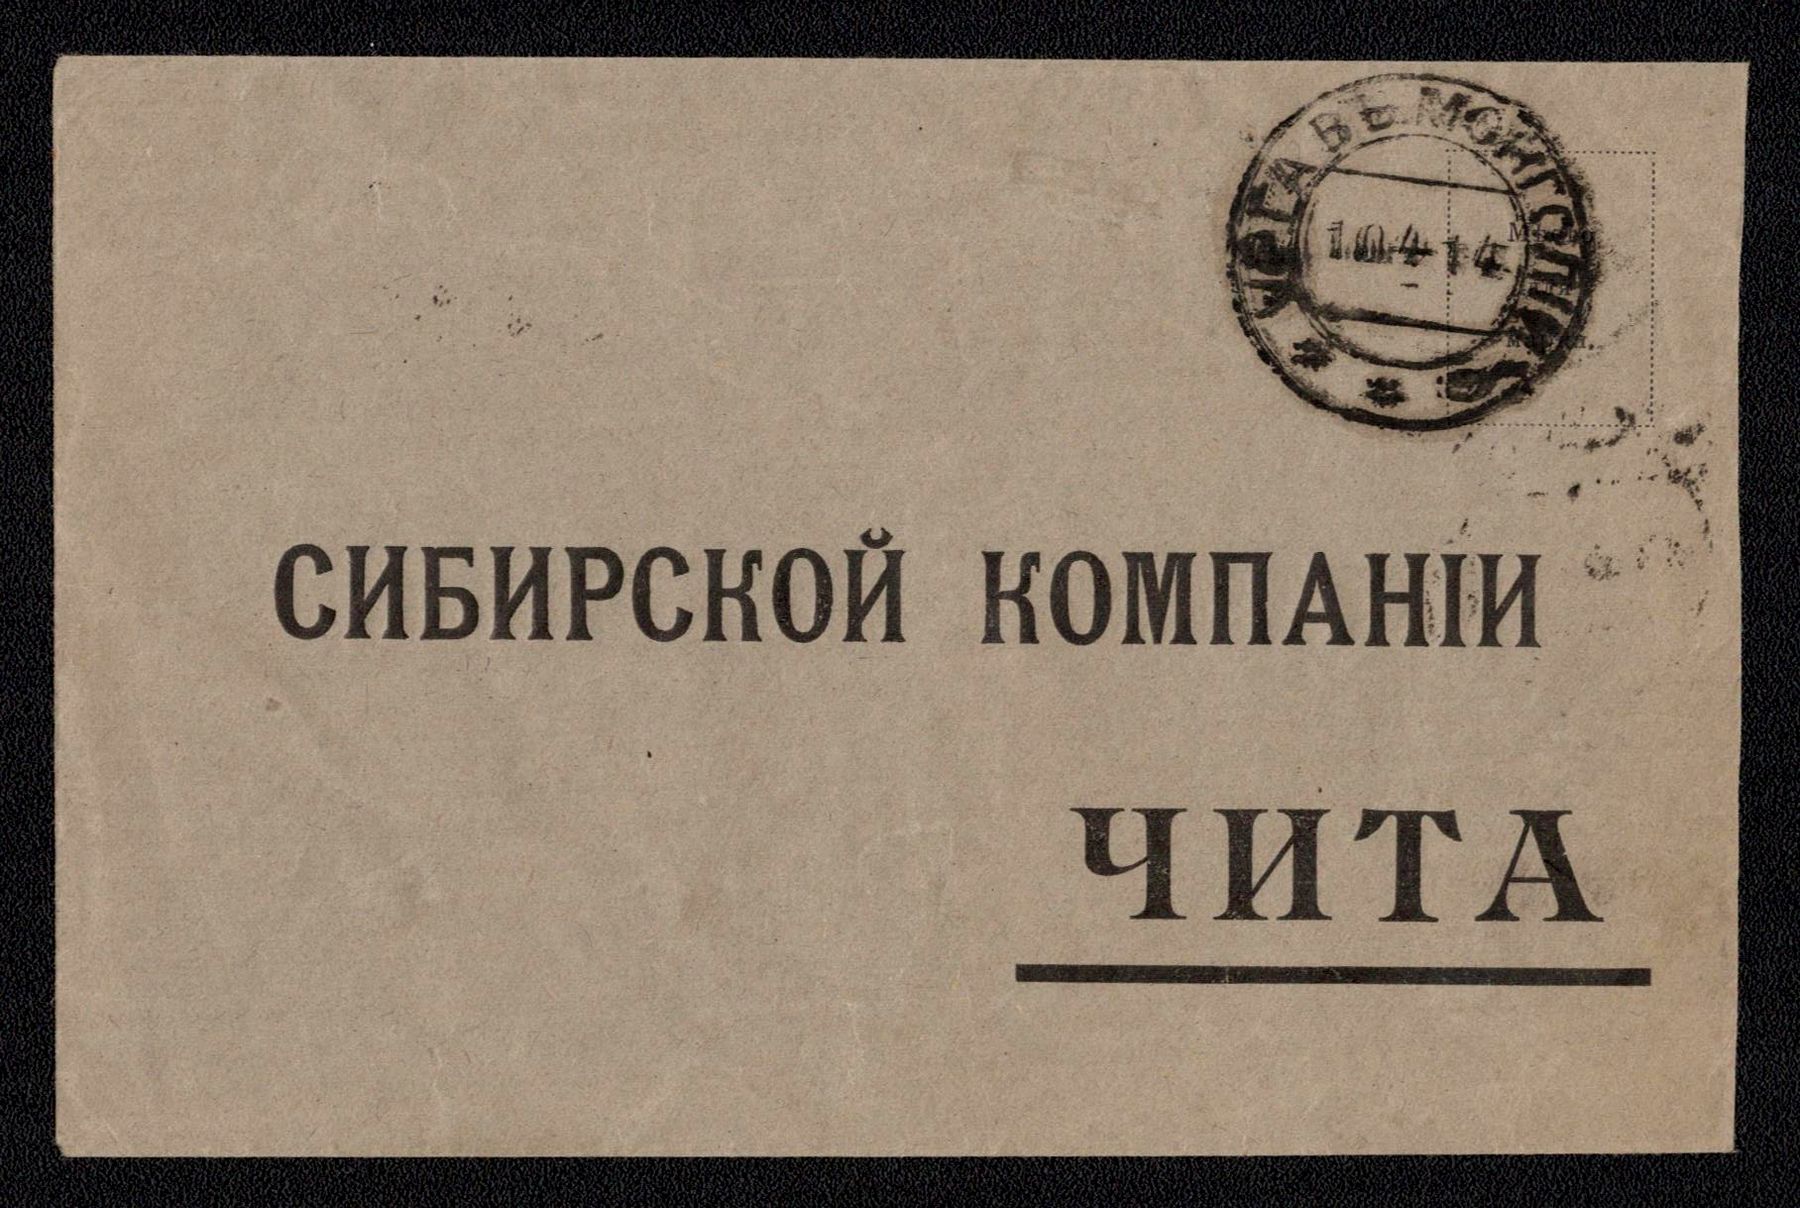 УРГА ВЪ МОНГОЛІИ
10.4.14
СИБИРСКОЙ КОМПАНІИ
ЧИТА